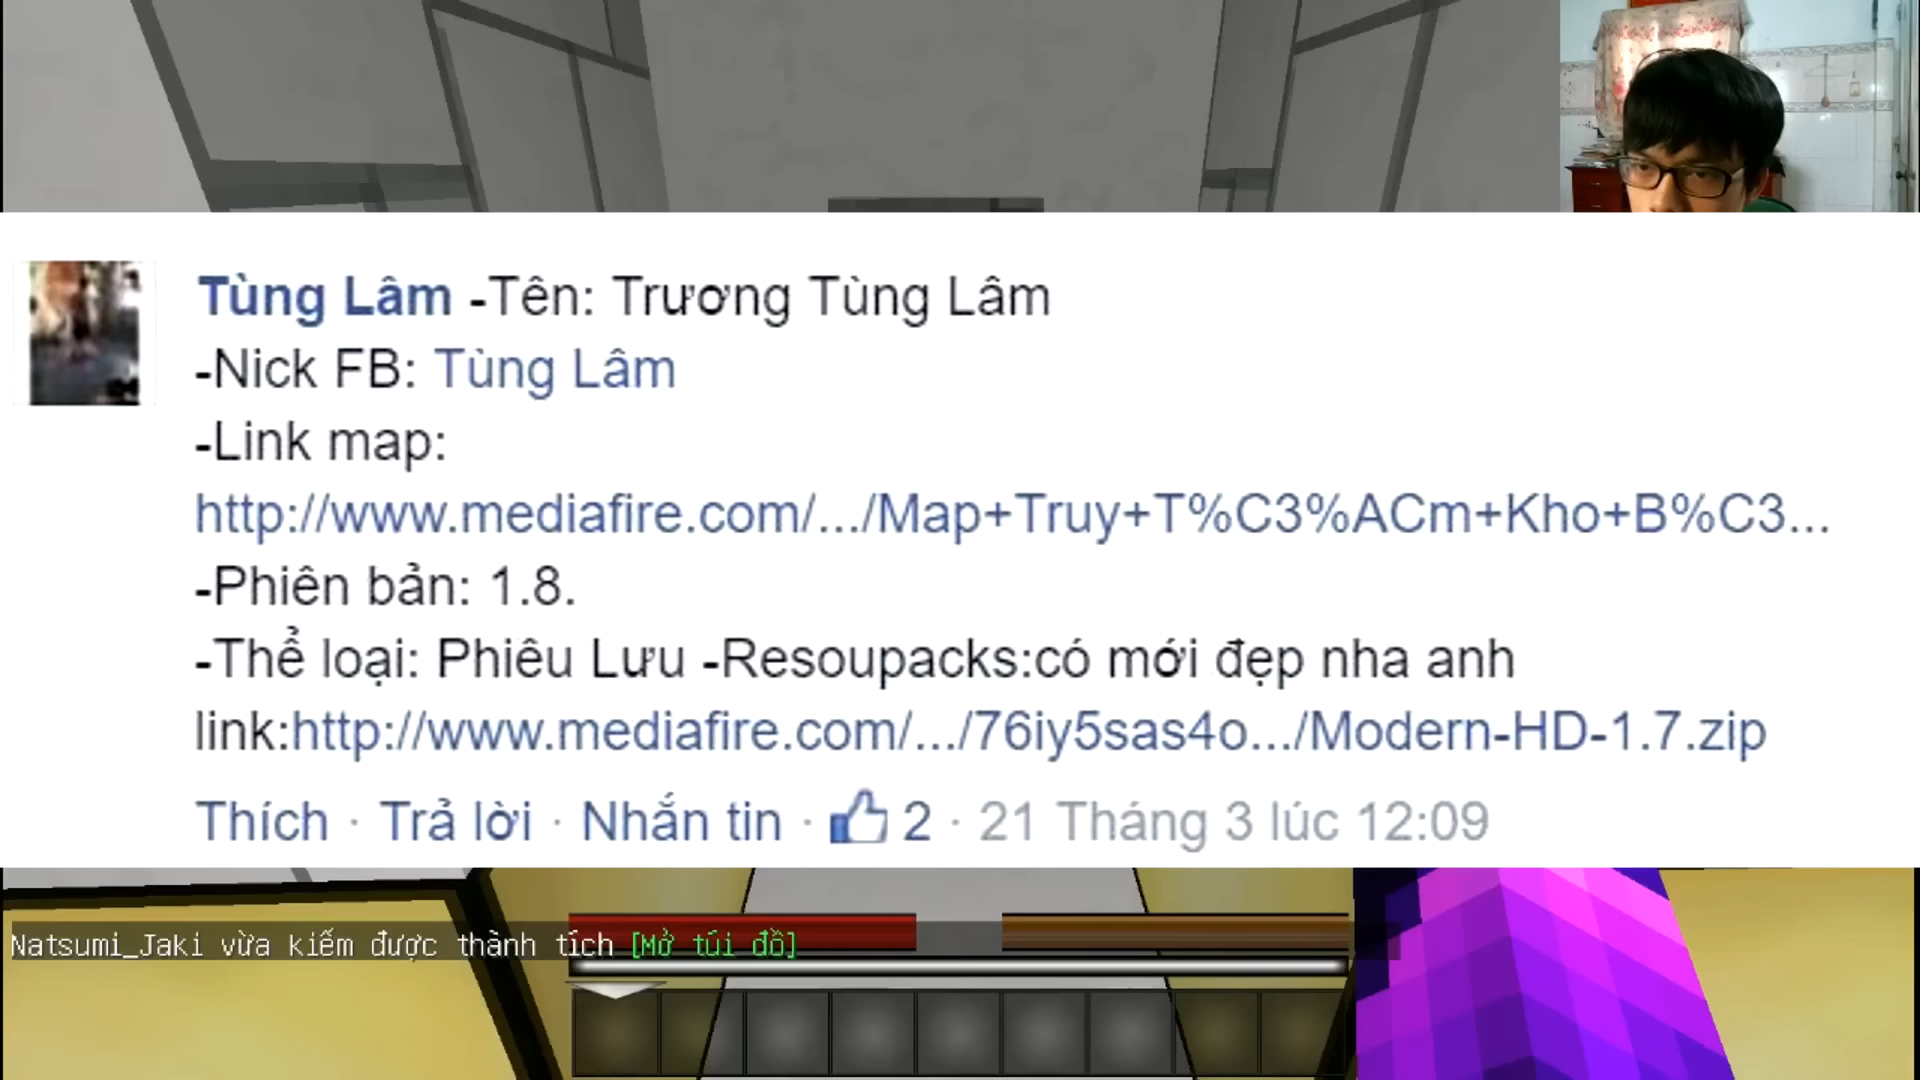 Tùng Lâm -Tên: Trương Tùng Lâm
-Nick FB: Tùng Lâm
-Link map:
http://www.mediafire.com/.../Map+Truy+T%C3%ACm+Kho+B%C3...
-Phiên bản: 1.8.
-Thể loại: Phiêu Lưu -Resoupacks:có mới đẹp nha anh
link:http://www.mediafire.com/.../76iy5sas4o.../Modern-HD-1.7.zip
Thích · Trả lời · Nhắn tin · 2 · 21 Tháng 3 lúc 12:09
Natsumi_Jaki vừa kiếm được thành tích [Mở túi đồ]